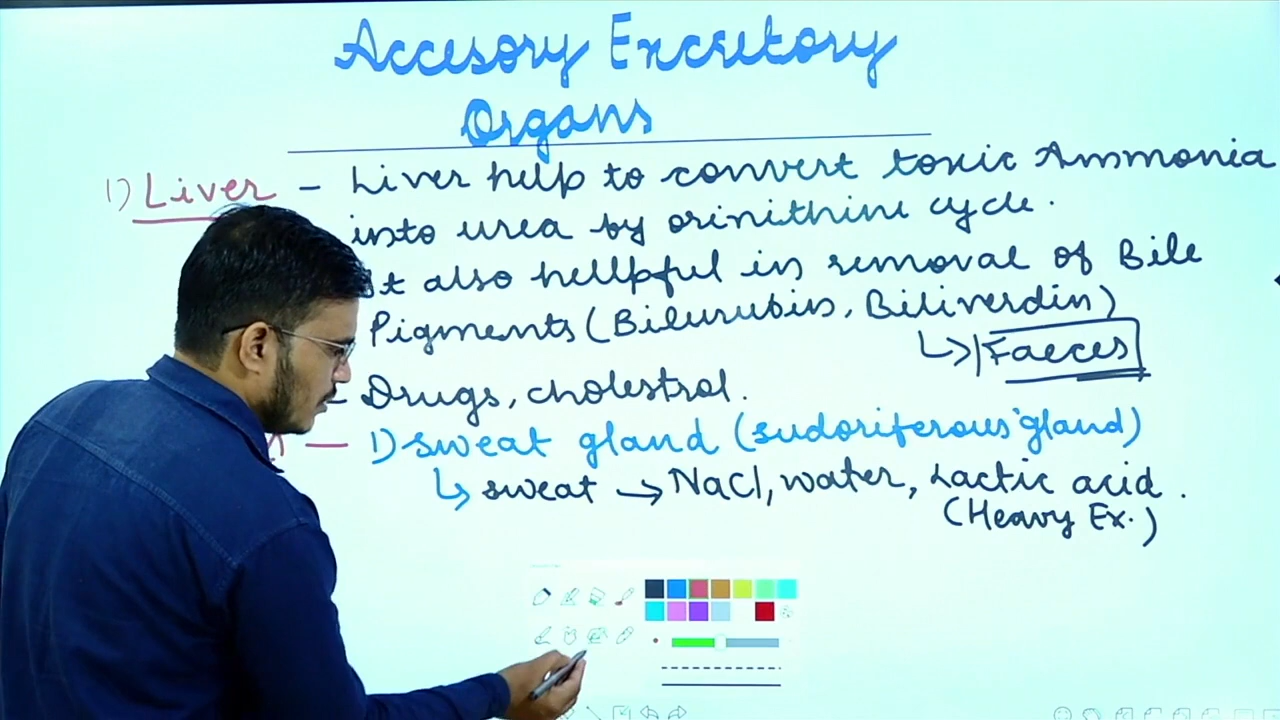 Accesory Excretory
Organs
1) Liver - Liver help to convert toxic Ammonia
into urea by orinithine cycle.
It also hellpful in removal of Bile
Pigments (Bilurubin, Biliverdin)
↳ Faeces
- Drugs, cholestrol.
— 1) sweat gland (sudoriferous gland)
↳ sweat → NaCl, water, Lactic acid.
(Heavy Ex.)